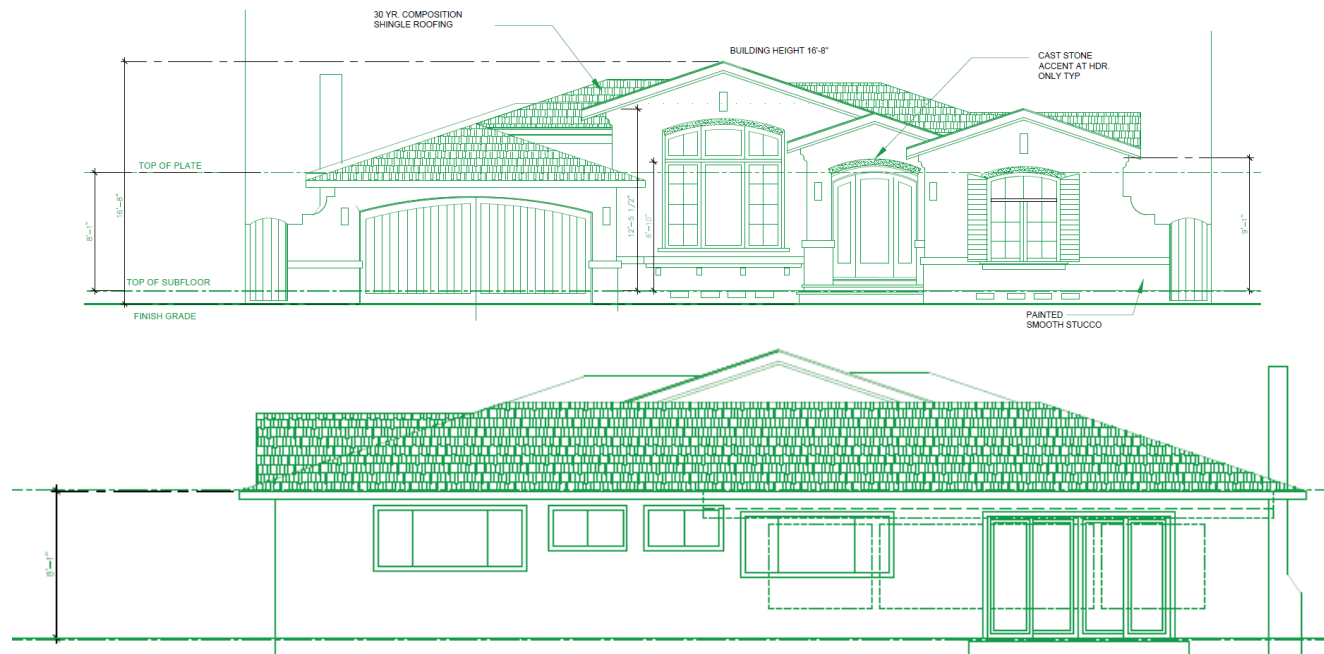 30 YR. COMPOSITION
SHINGLE ROOFING
BUILDING HEIGHT 16'-8"
CAST STONE
ACCENT AT HDR.
ONLY TYP
TOP OF PLATE
8'-1"
16'-8"
12'-5 1/2"
8'-10"
9'-1"
TOP OF SUBFLOOR
FINISH GRADE
PAINTED
SMOOTH STUCCO
8'-1"